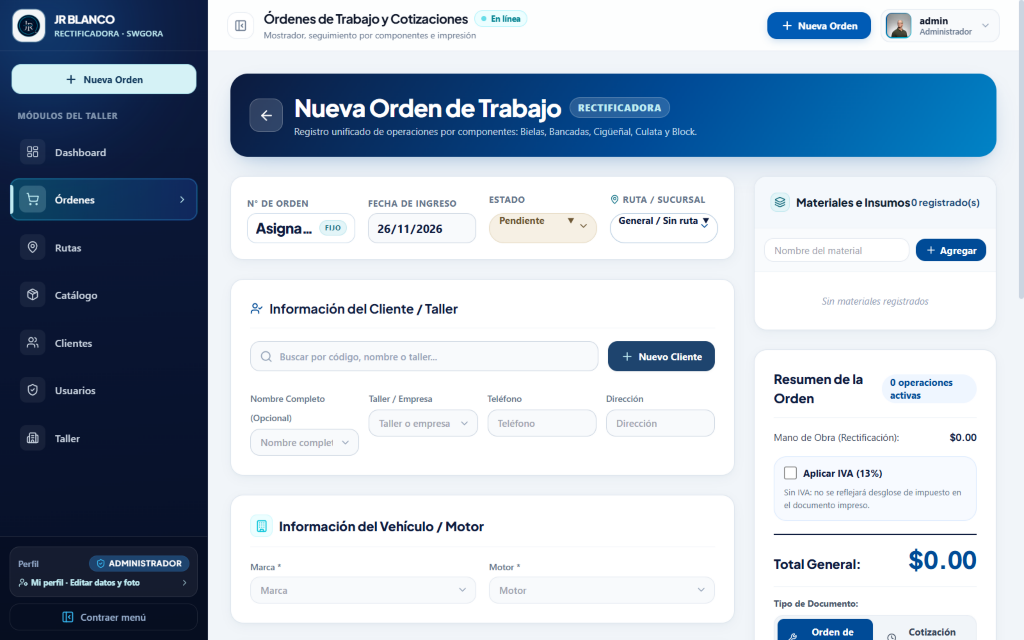 JR BLANCO
RECTIFICADORA · SWGORA
+ Nueva Orden
MÓDULOS DEL TALLER
Dashboard
Órdenes
Rutas
Catálogo
Clientes
Usuarios
Taller
Perfil
ADMINISTRADOR
Mi perfil · Editar datos y foto
Contraer menú
Órdenes de Trabajo y Cotizaciones
En línea
Mostrador, seguimiento por componentes e impresión
+ Nueva Orden
admin
Administrador
Nueva Orden de Trabajo
RECTIFICADORA
Registro unificado de operaciones por componentes: Bielas, Bancadas, Cigüeñal, Culata y Block.
N° DE ORDEN
Asigna...
FIJO
FECHA DE INGRESO
26/11/2026
ESTADO
Pendiente
RUTA / SUCURSAL
General / Sin ruta
Información del Cliente / Taller
Buscar por código, nombre o taller...
+ Nuevo Cliente
Nombre Completo
(Opcional)
Nombre complet
Taller / Empresa
Taller o empresa
Teléfono
Teléfono
Dirección
Dirección
Información del Vehículo / Motor
Marca *
Marca
Motor *
Motor
Materiales e Insumos
0 registrado(s)
Nombre del material
+ Agregar
Sin materiales registrados
Resumen de la
Orden
0 operaciones
activas
Mano de Obra (Rectificación):
$0.00
Aplicar IVA (13%)
Sin IVA: no se reflejará desglose de impuesto en
el documento impreso.
Total General:
$0.00
Tipo de Documento:
Orden de
Cotización